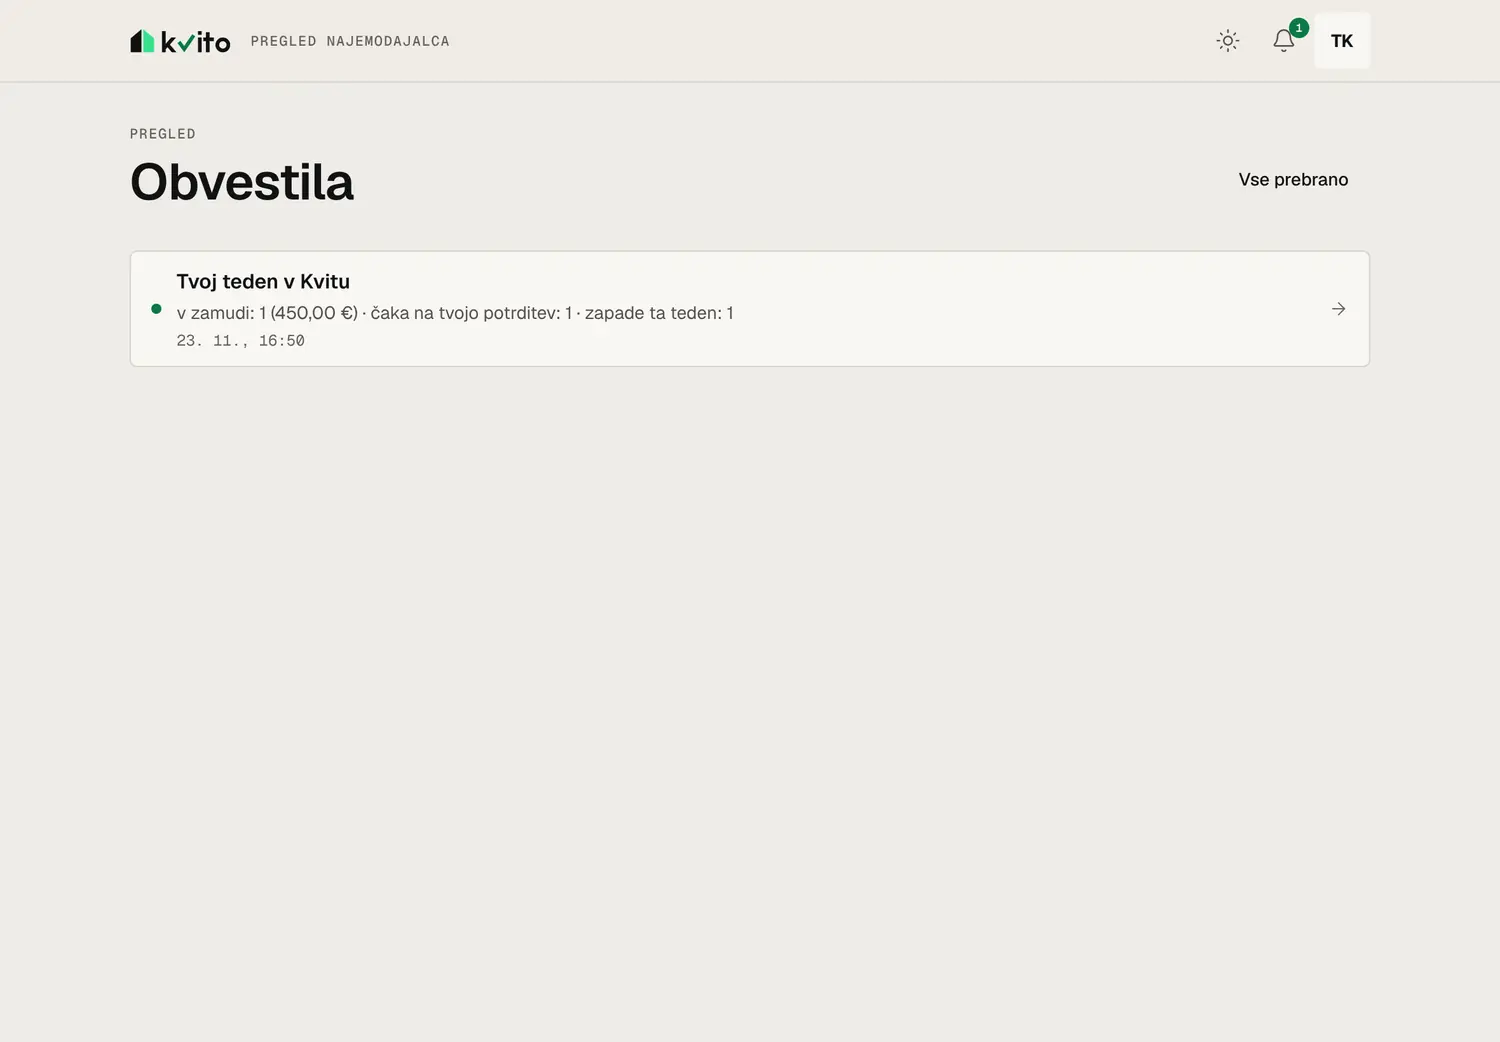 kvito PREGLED NAJEMODAJALCA
1
TK
PREGLED
Obvestila
Vse prebrano
Tvoj teden v Kvitu
v zamudi: 1 (450,00 €) · čaka na tvojo potrditev: 1 · zapade ta teden: 1
23. 11., 16:50